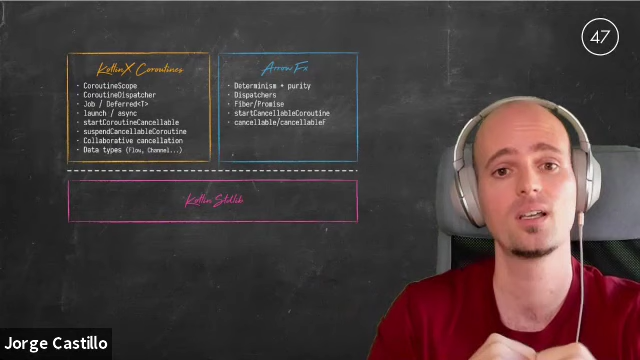 47
KotlinX Coroutines
- CoroutineScope
- CoroutineDispatcher
- Job / Deferred<T>
- launch / async
- startCoroutineCancellable
- suspendCancellableCoroutine
- Collaborative cancellation
- Data types (Flow, Channel...)
Arrow Fx
- Determinism + purity
- Dispatchers
- Fiber/Promise
- startCancellableCoroutine
- cancellable/cancellableF
Kotlin Stdlib
Jorge Castillo